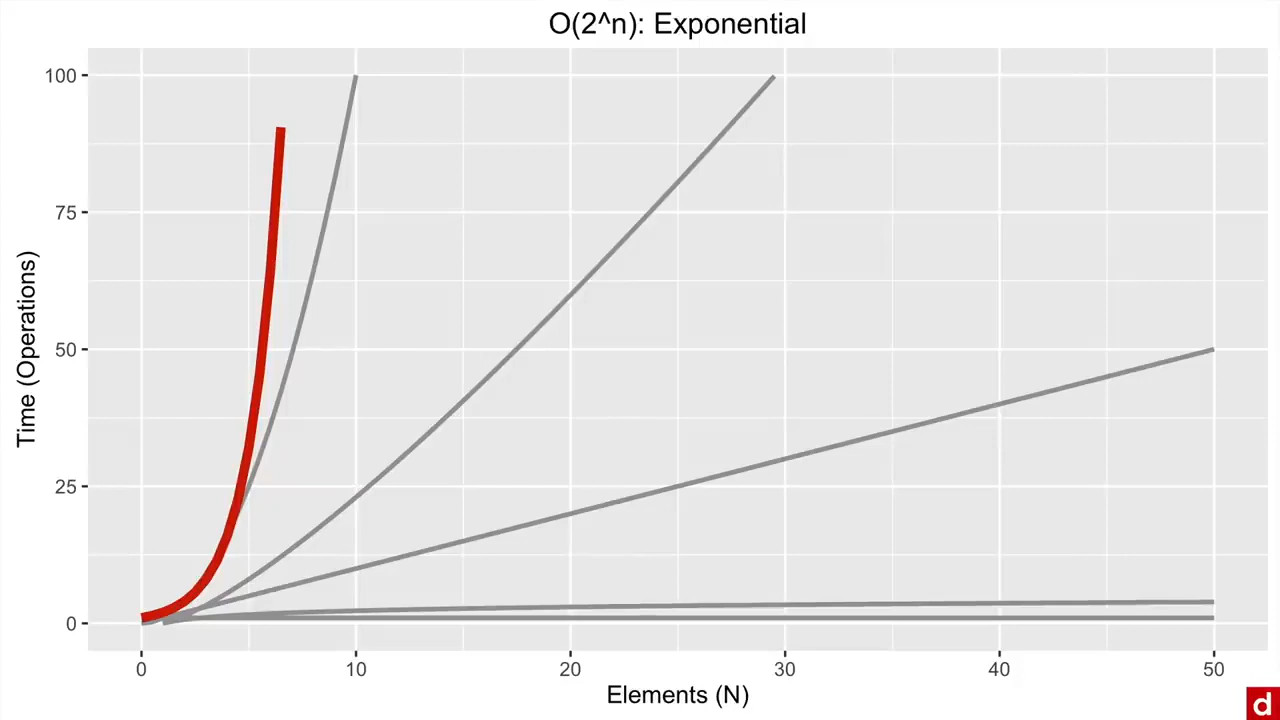 O(2^n): Exponential
100
75
50
25
0
Time (Operations)
0 10 20 30 40 50
Elements (N)
d